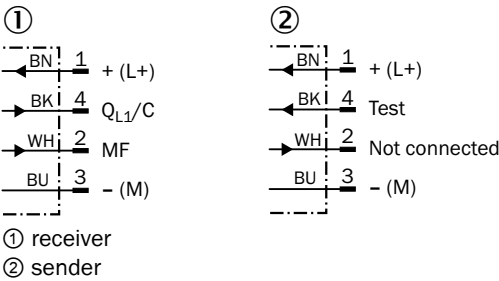 ① ②
BN 1 + (L+) BN 1 + (L+)
BK 4 QL1/C BK 4 Test
WH 2 MF WH 2 Not connected
BU 3 – (M) BU 3 – (M)
① receiver
② sender